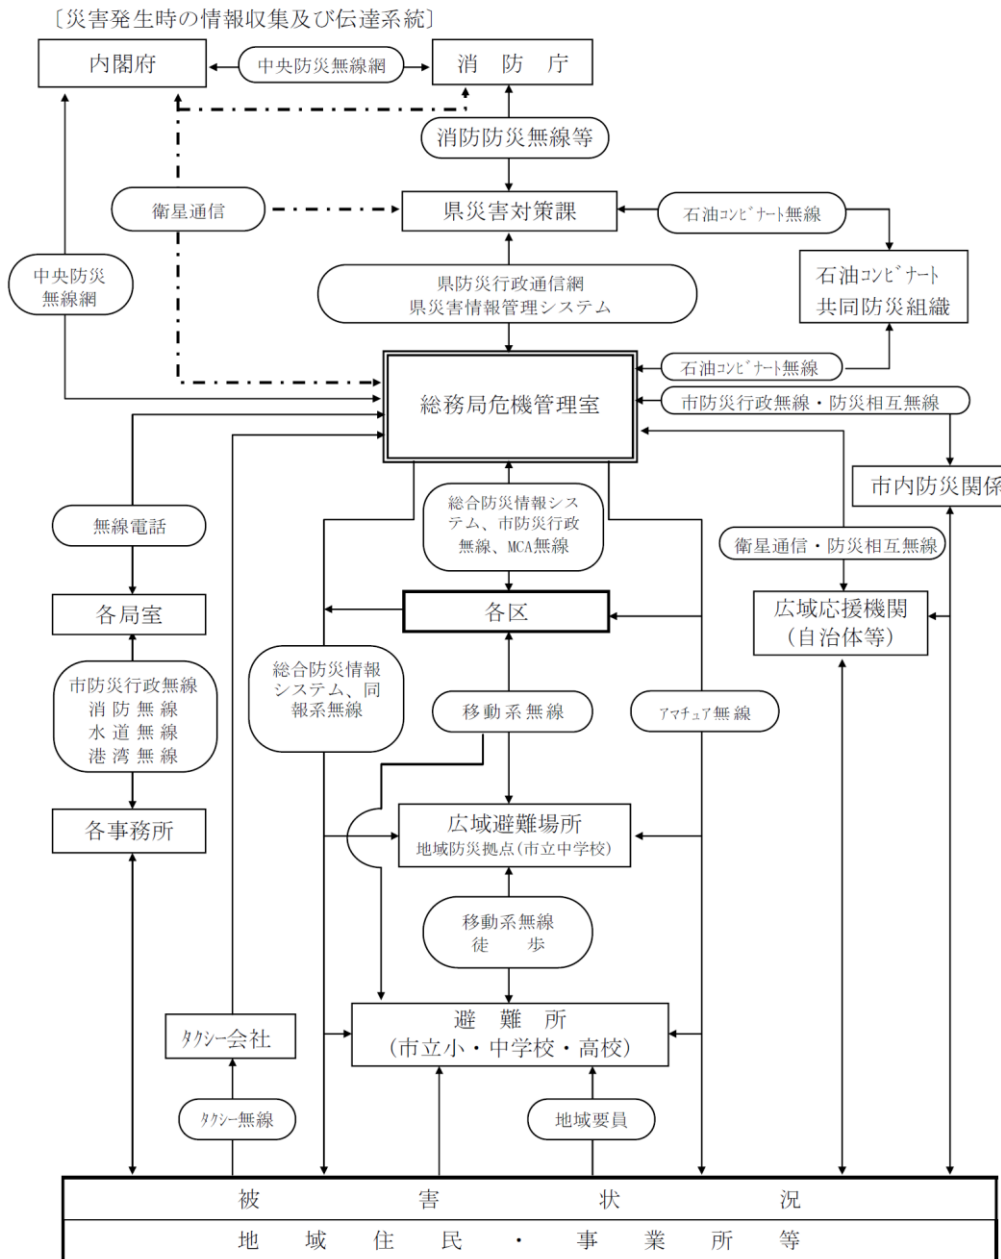 〔災害発生時の情報収集及び伝達系統〕
内閣府
中央防災無線網
消 防 庁
消防防災無線等
衛星通信
県災害対策課
石油コンビナート無線
中央防災
無線網
県防災行政通信網
県災害情報管理システム
石油コンビナート
共同防災組織
石油コンビナート無線
総務局危機管理室
市防災行政無線・防災相互無線
市内防災関係
無線電話
総合防災情報シス
テム、市防災行政
無線、MCA無線
衛星通信・防災相互無線
各局室
各区
広域応援機関
(自治体等)
市防災行政無線
消 防 無 線
水 道 無 線
港 湾 無 線
総合防災情報
システム、同
報系無線
移動系無線
アマチュア無線
各事務所
広域避難場所
地域防災拠点(市立中学校)
移動系無線
徒 歩
タクシー会社
避 難 所
(市立小・中学校・高校)
タクシー無線
地域要員
被 害 状 況
地 域 住 民 ・ 事 業 所 等